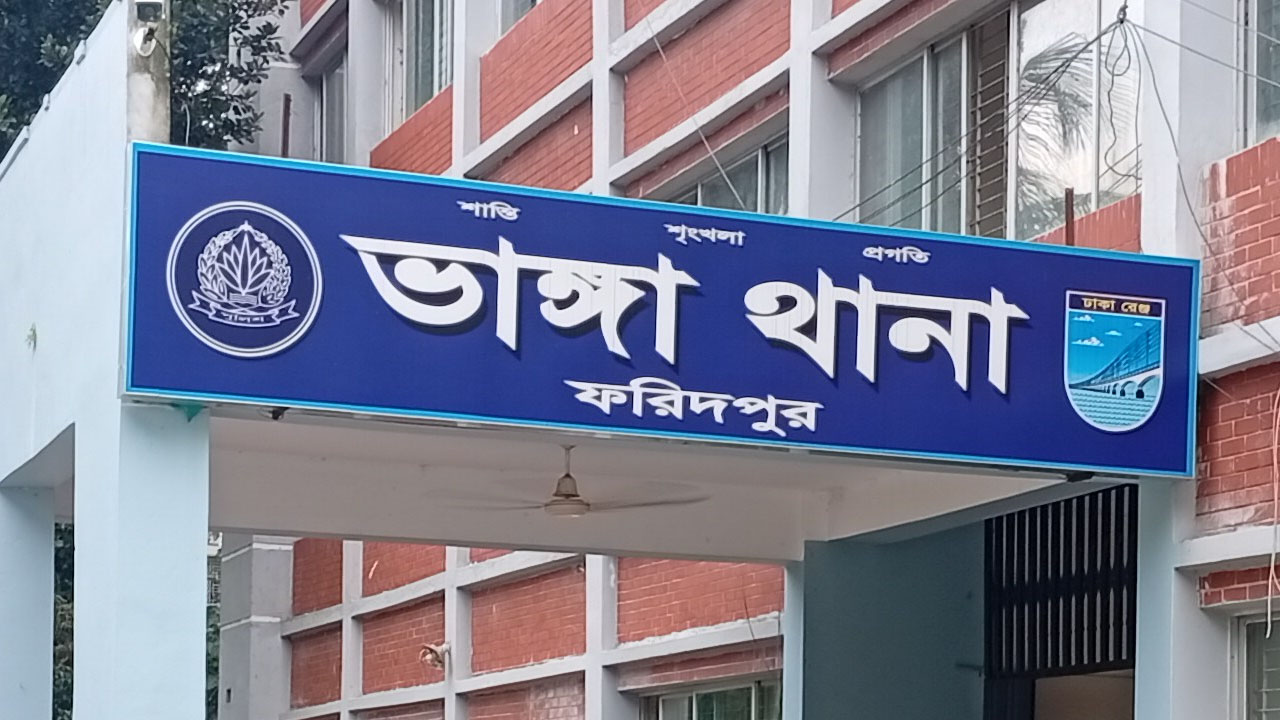 শান্তি শৃংখলা প্রগতি
ভাঙ্গা থানা
ফরিদপুর
পুলিশ
ঢাকা রেঞ্জ